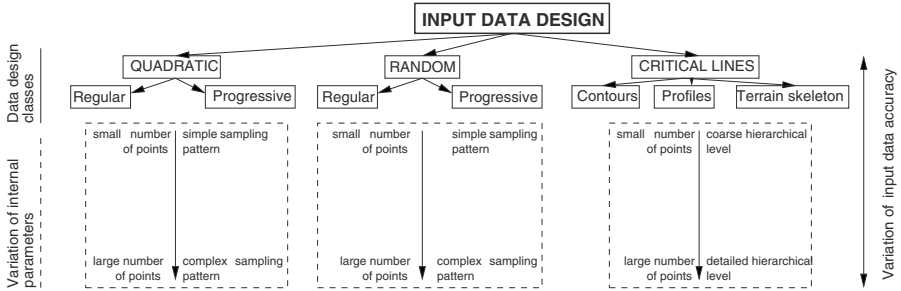 INPUT DATA DESIGN
Data design
classes
QUADRATIC
RANDOM
CRITICAL LINES
Regular
Progressive
Regular
Progressive
Contours
Profiles
Terrain skeleton
Variation of internal
parameters
small number
of points
simple sampling
pattern
large number
of points
complex sampling
pattern
small number
of points
simple sampling
pattern
large number
of points
complex sampling
pattern
small number
of points
coarse hierarchical
level
large number
of points
detailed hierarchical
level
Variation of input data accuracy